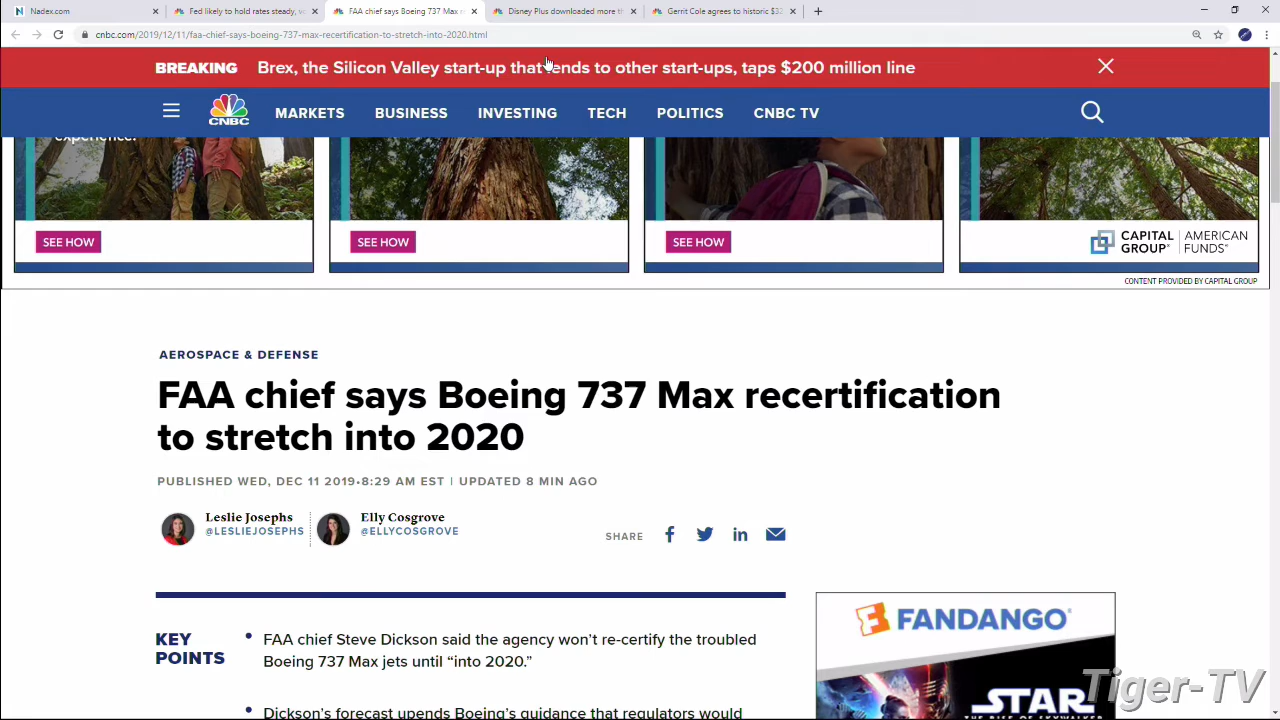 Nadex.com
Fed likely to hold rates steady, w
FAA chief says Boeing 737 Max r
Disney Plus downloaded more t
Gerrit Cole agrees to historic $32
cnbc.com/2019/12/11/faa-chief-says-boeing-737-max-recertification-to-stretch-into-2020.html
BREAKING Brex, the Silicon Valley start-up that lends to other start-ups, taps $200 million line
CNBC
MARKETS BUSINESS INVESTING TECH POLITICS CNBC TV
experience.
SEE HOW
SEE HOW
SEE HOW
CAPITAL GROUP® | AMERICAN FUNDS®
CONTENT PROVIDED BY CAPITAL GROUP
AEROSPACE & DEFENSE
FAA chief says Boeing 737 Max recertification
to stretch into 2020
PUBLISHED WED, DEC 11 2019•8:29 AM EST | UPDATED 8 MIN AGO
Leslie Josephs
@LESLIEJOSEPHS
Elly Cosgrove
@ELLYCOSGROVE
SHARE
KEY
POINTS
FAA chief Steve Dickson said the agency won't re-certify the troubled
Boeing 737 Max jets until “into 2020.”
Dickson's forecast upends Boeing's guidance that regulators would
FANDANGO
STAR
THE RISE OF SKYWALKER
Tiger-TV